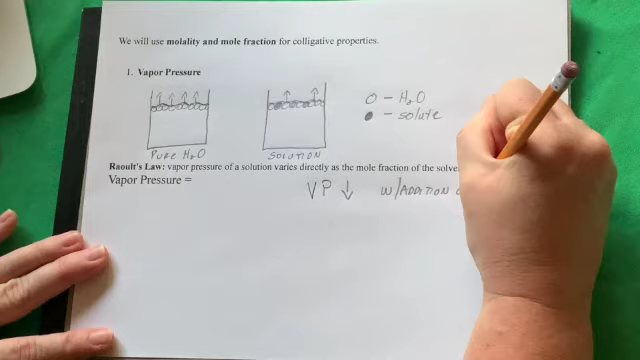 We will use molality and mole fraction for colligative properties.
1. Vapor Pressure
○ - H₂O
● - solute
PURE H₂O
SOLUTION
Raoult's Law: vapor pressure of a solution varies directly as the mole fraction of the
Vapor Pressure =
VP ↓ W/ADDITION